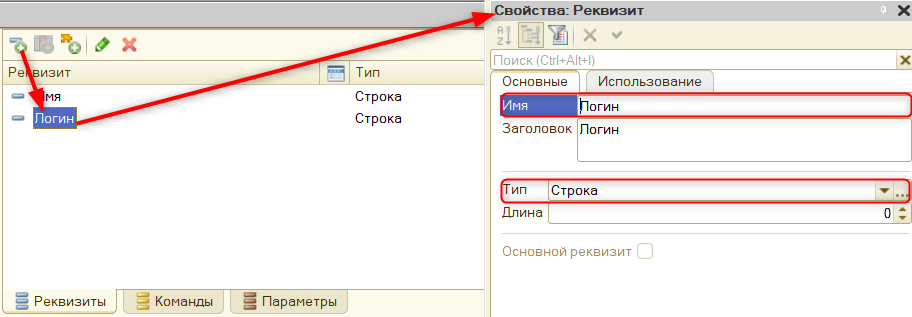 Свойства: Реквизит
Поиск (Ctrl+Alt+I)
Реквизит Тип
Имя Строка
Логин Строка
Основные Использование
Имя Логин
Заголовок Логин
Тип Строка ...
Длина 0
Основной реквизит
Реквизиты Команды Параметры